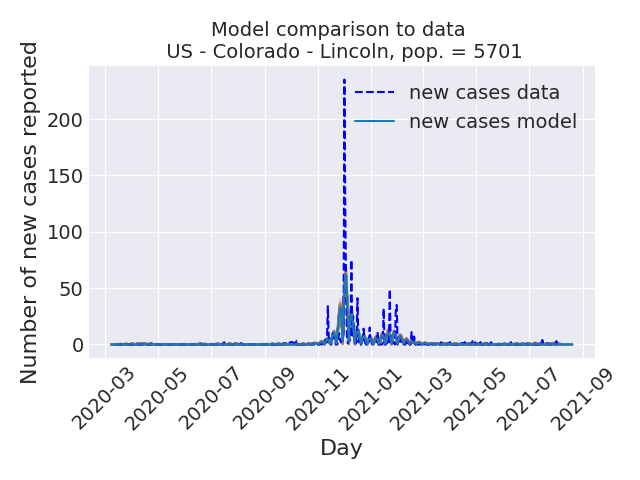 Model comparison to data
US - Colorado - Lincoln, pop. = 5701
new cases data
new cases model
Number of new cases reported
200
150
100
50
0
2020-03
2020-05
2020-07
2020-09
2020-11
2021-01
2021-03
2021-05
2021-07
2021-09
Day